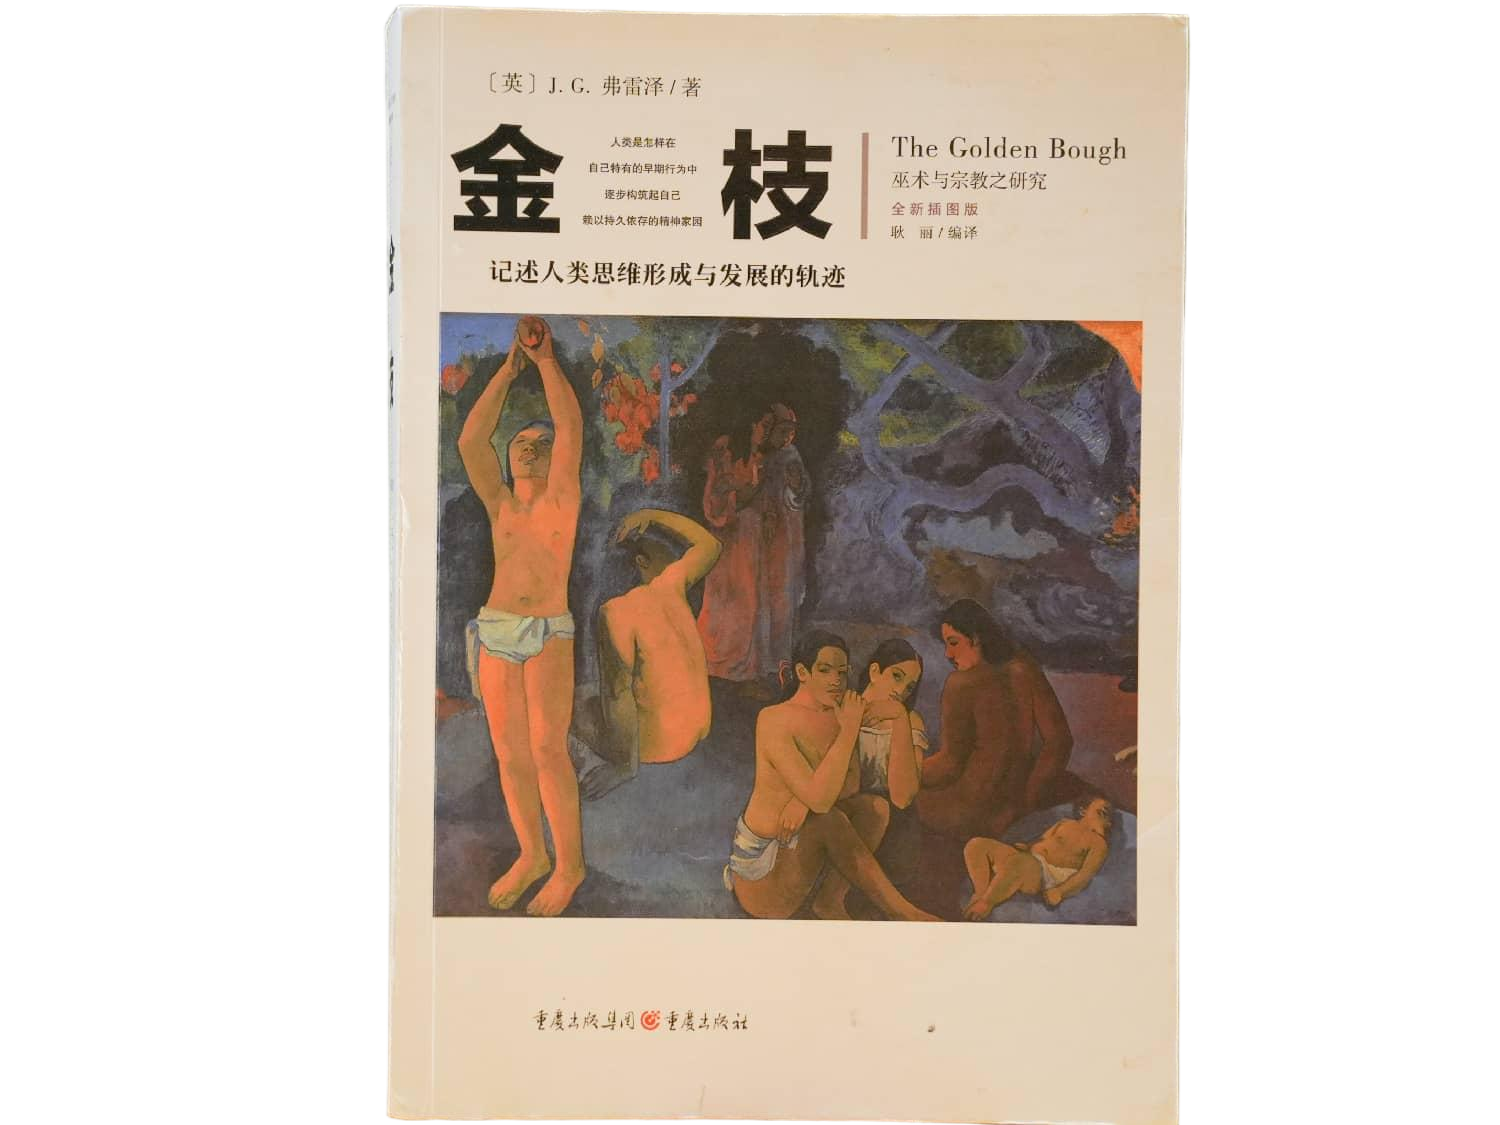 〔英〕J. G. 弗雷泽 / 著
金枝
人类是怎样在
自己特有的早期行为中
逐步构筑起自己
赖以持久依存的精神家园
The Golden Bough
巫术与宗教之研究
全新插图版
耿 丽 / 编译
记述人类思维形成与发展的轨迹
重庆出版集团 重庆出版社